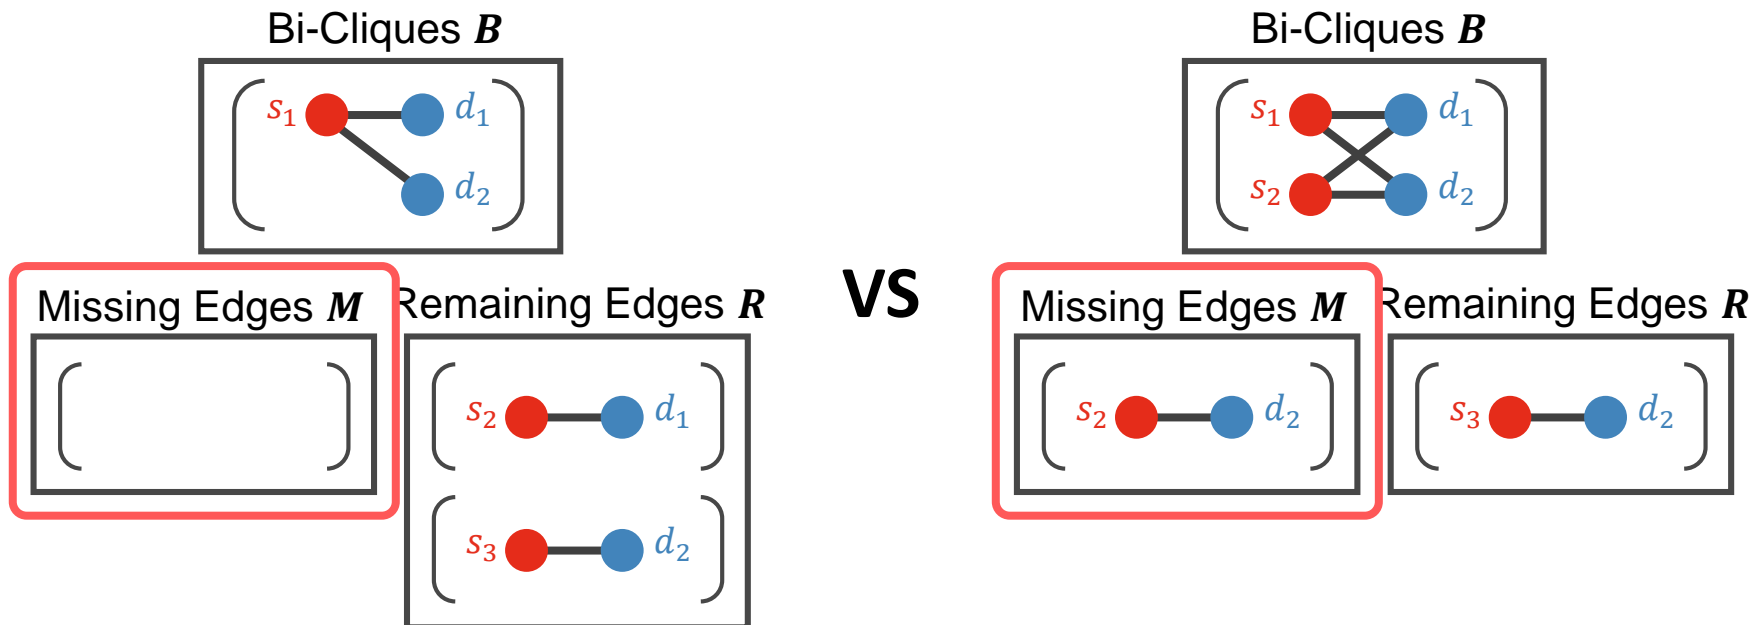 Bi-Cliques B
s₁ d₁
d₂
Missing Edges M
Remaining Edges R
s₂ d₁
s₃ d₂
VS
Bi-Cliques B
s₁ d₁
s₂ d₂
Missing Edges M
s₂ d₂
Remaining Edges R
s₃ d₂